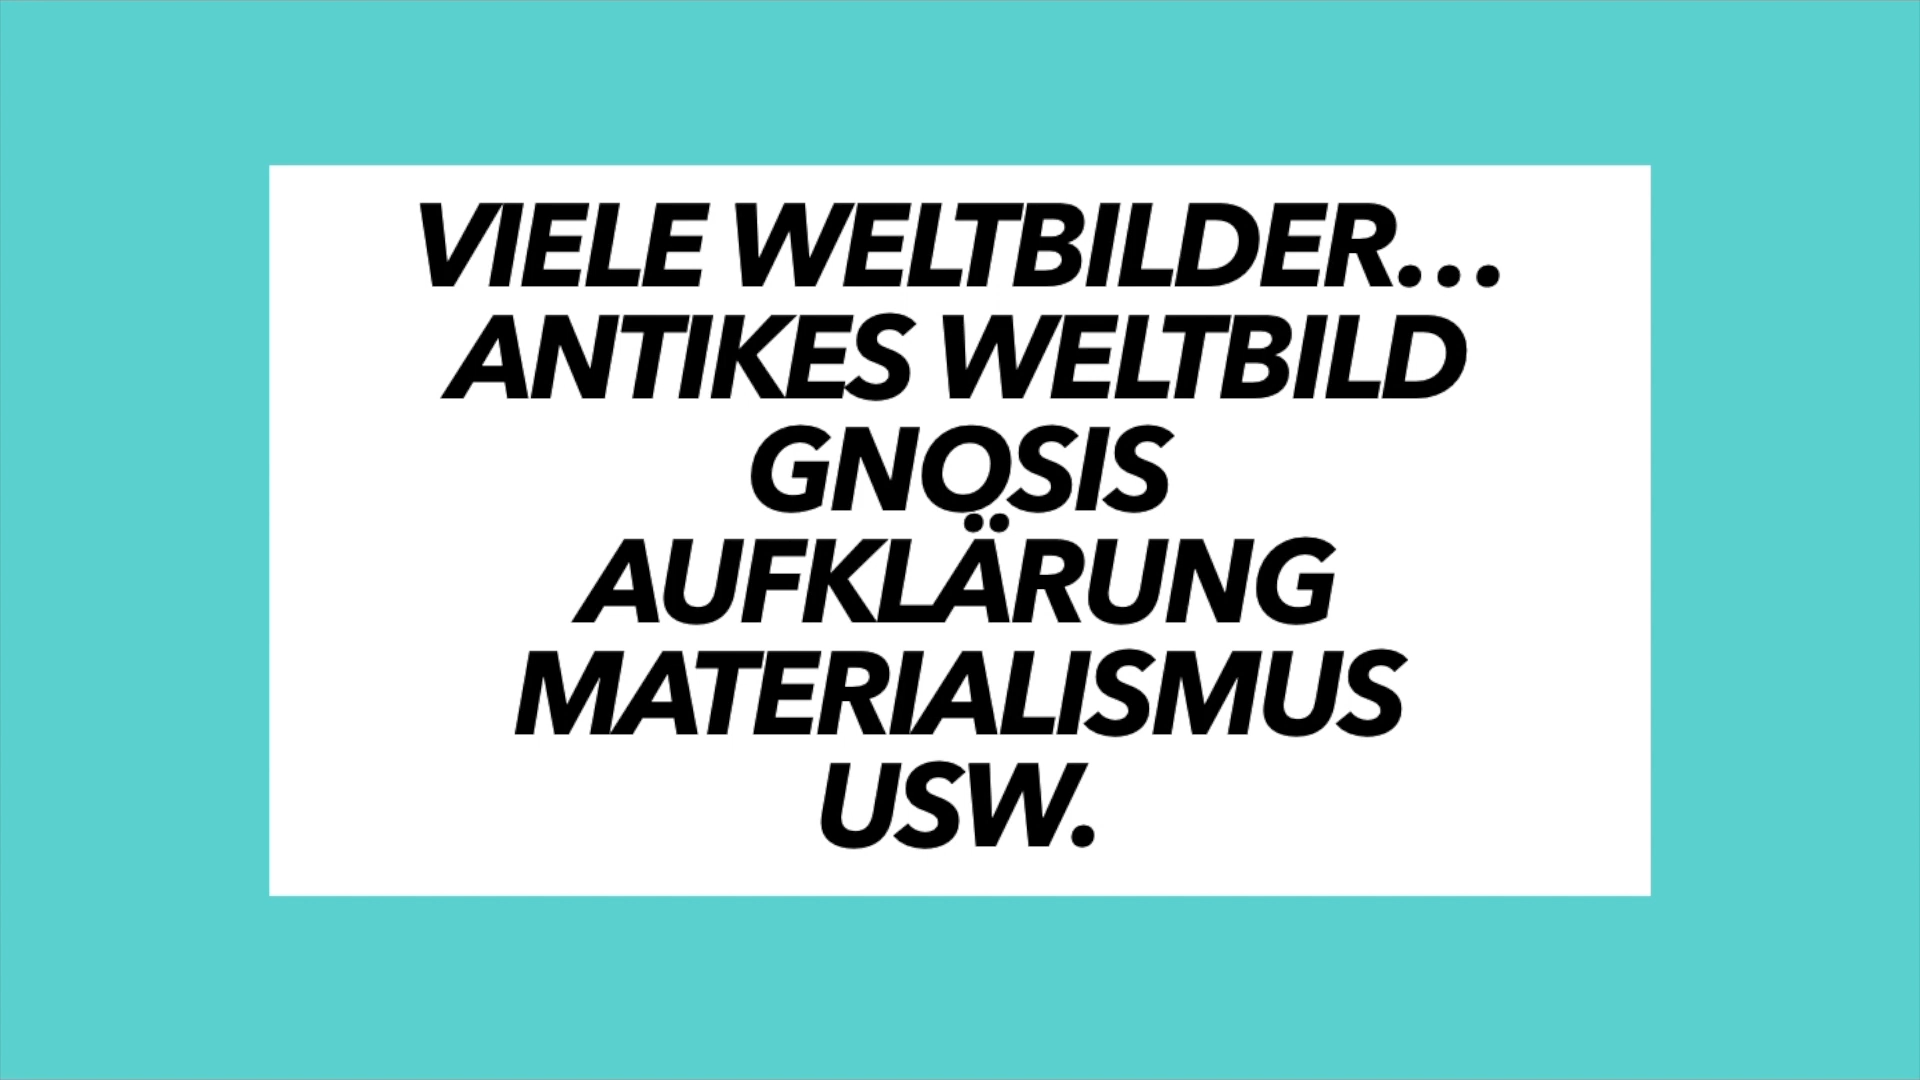 VIELE WELTBILDER…
ANTIKES WELTBILD
GNOSIS
AUFKLÄRUNG
MATERIALISMUS
USW.